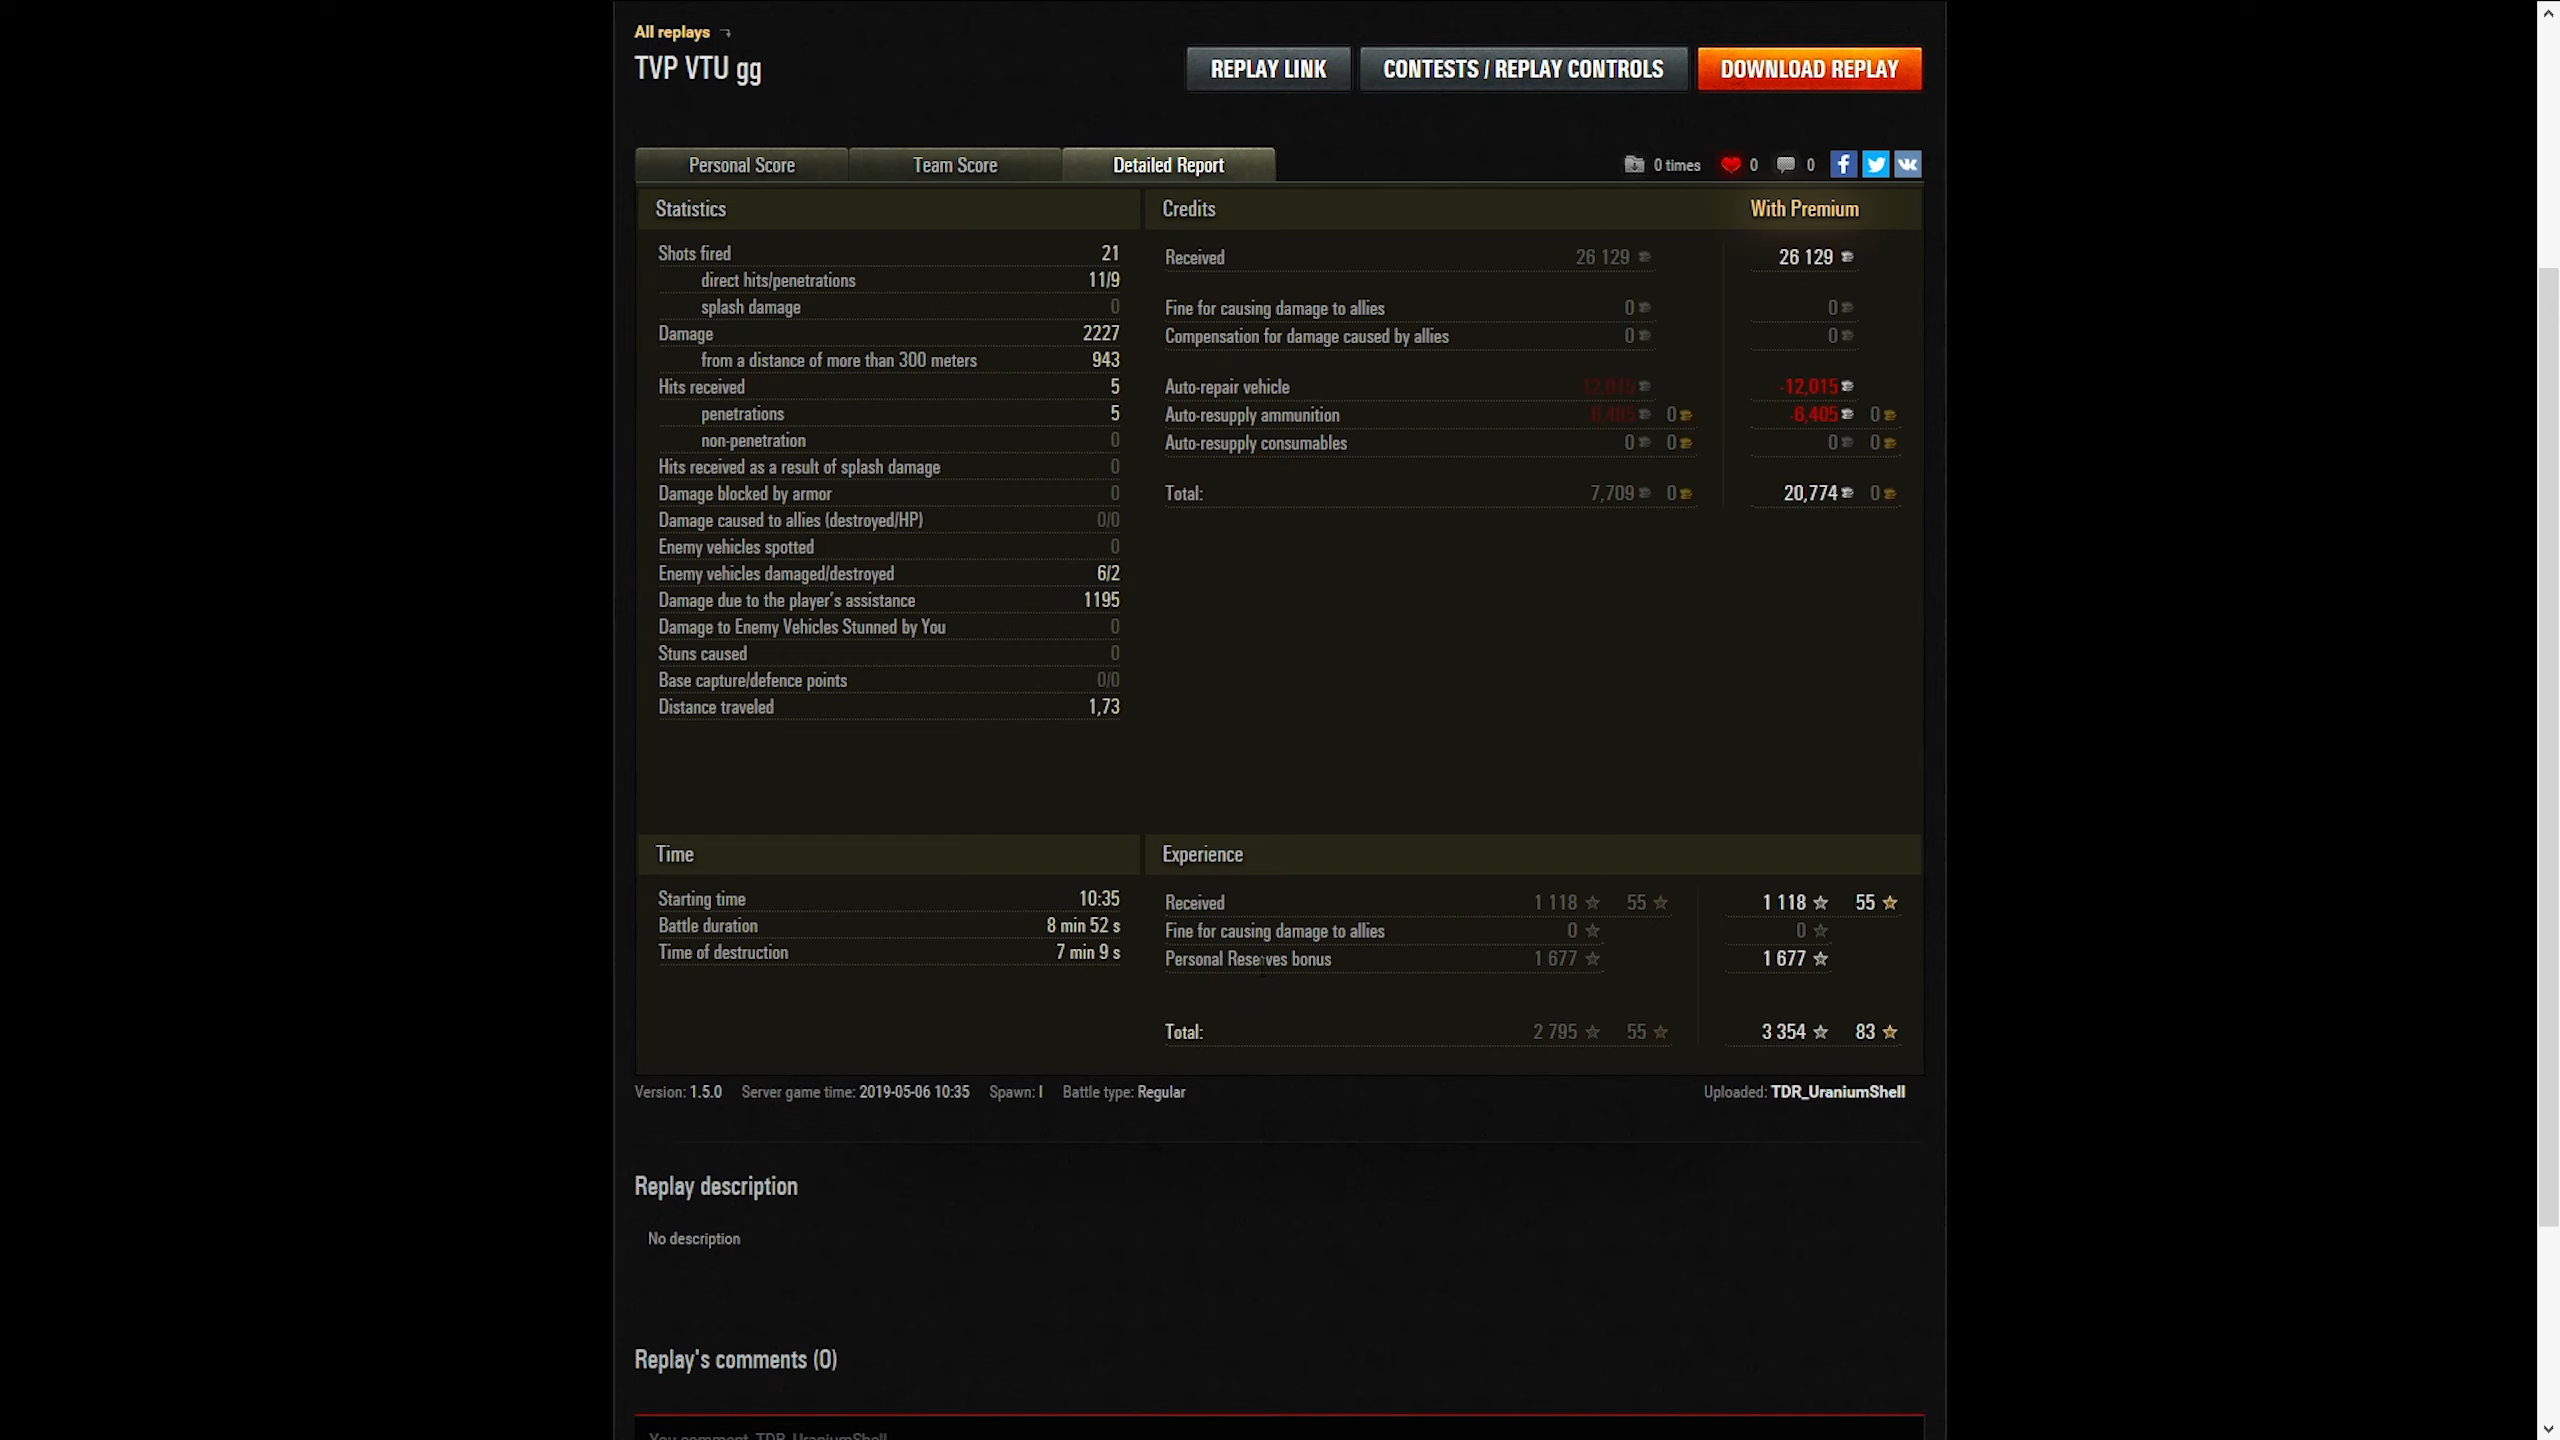 All replays
TVP VTU gg
REPLAY LINK
CONTESTS / REPLAY CONTROLS
DOWNLOAD REPLAY
Personal Score
Team Score
Detailed Report
0 times
0
0
Statistics
Shots fired 21
direct hits/penetrations 11/9
splash damage 0
Damage 2227
from a distance of more than 300 meters 943
Hits received 5
penetrations 5
non-penetration 0
Hits received as a result of splash damage 0
Damage blocked by armor 0
Damage caused to allies (destroyed/HP) 0/0
Enemy vehicles spotted 0
Enemy vehicles damaged/destroyed 6/2
Damage due to the player's assistance 1195
Damage to Enemy Vehicles Stunned by You 0
Stuns caused 0
Base capture/defence points 0/0
Distance traveled 1,73
Credits With Premium
Received 26 129 26 129
Fine for causing damage to allies 0 0
Compensation for damage caused by allies 0 0
Auto-repair vehicle -12,015 -12,015
Auto-resupply ammunition -6,405 0 -6,405 0
Auto-resupply consumables 0 0 0 0
Total: 7,709 0 20,774 0
Time
Starting time 10:35
Battle duration 8 min 52 s
Time of destruction 7 min 9 s
Experience
Received 1 118 55 1 118 55
Fine for causing damage to allies 0 0
Personal Reserves bonus 1 677 1 677
Total: 2 795 55 3 354 83
Version: 1.5.0 Server game time: 2019-05-06 10:35 Spawn: I Battle type: Regular
Uploaded: TDR_UraniumShell
Replay description
No description
Replay's comments (0)
You comment, TDR_UraniumShell